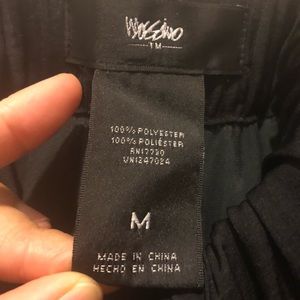 Mossimo
TM
100% POLYESTER
100% POLIÉSTER
RN17730
UN1247024
M
MADE IN CHINA
HECHO EN CHINA